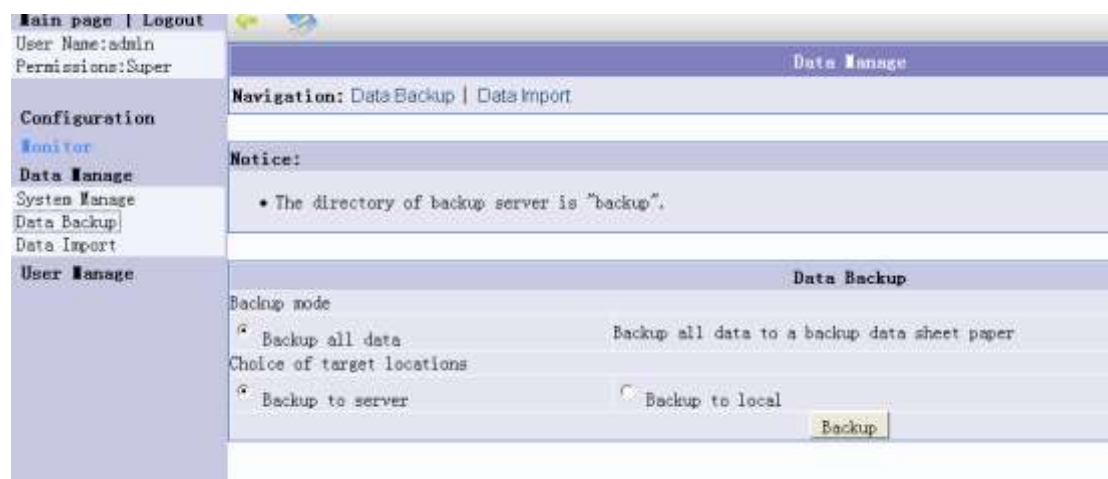 Main page | Logout
User Name:admin
Permissions:Super
Configuration
Monitor
Data Manage
System Manage
Data Backup
Data Import
User Manage
Data Manage
Navigation: Data Backup | Data Import
Notice:
• The directory of backup server is "backup".
Data Backup
Backup mode
Backup all data
Backup all data to a backup data sheet paper
Choice of target locations
Backup to server
Backup to local
Backup